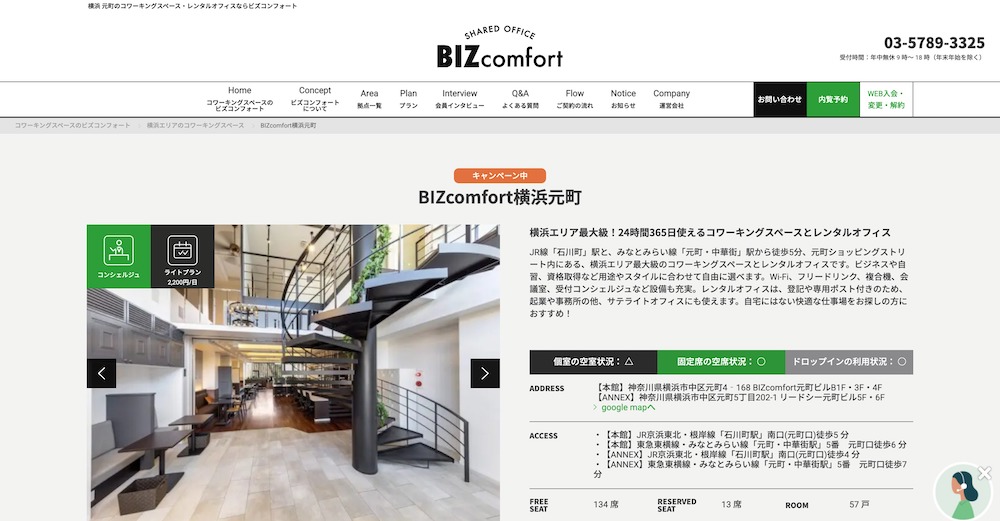 横浜 元町のコワーキングスペース・レンタルオフィスならビズコンフォート
SHARED OFFICE
BIZcomfort
03-5789-3325
受付時間：年中無休 9 時〜 18 時（年末年始を除く）
Home
コワーキングスペースの
ビズコンフォート
Concept
ビズコンフォート
について
Area
拠点一覧
Plan
プラン
Interview
会員インタビュー
Q&A
よくある質問
Flow
ご契約の流れ
Notice
お知らせ
Company
運営会社
お問い合わせ
内覧予約
WEB入会・
変更・解約
コワーキングスペースのビズコンフォート
横浜エリアのコワーキングスペース
BIZcomfort横浜元町
キャンペーン中
BIZcomfort横浜元町
コンシェルジュ
ライトプラン
2,200円/日
横浜エリア最大級！24時間365日使えるコワーキングスペースとレンタルオフィス
JR線「石川町」駅と、みなとみらい線「元町・中華街」駅から徒歩5分、元町ショッピングストリ
ート内にある、横浜エリア最大級のコワーキングスペースとレンタルオフィスです。ビジネスや自
習、資格取得など用途やスタイルに合わせて自由に選べます。Wi-Fi、フリードリンク、複合機、会
議室、受付コンシェルジュなど設備も充実。レンタルオフィスは、登記や専用ポスト付きのため、
起業や事務所の他、サテライトオフィスにも使えます。自宅にはない快適な仕事場をお探しの方に
おすすめ！
個室の空室状況： △
固定席の空席状況： ○
ドロップインの利用状況： ○
ADDRESS
【本館】神奈川県横浜市中区元町4‐168 BIZcomfort元町ビルB1F・3F・4F
【ANNEX】神奈川県横浜市中区元町5丁目202-1 リードシー元町ビル5F・6F
google mapへ
ACCESS
・【本館】JR京浜東北・根岸線「石川町駅」南口(元町口)徒歩5 分
・【本館】東急東横線・みなとみらい線「元町・中華街駅」5番　元町口徒歩6 分
・【ANNEX】JR京浜東北・根岸線「石川町駅」南口(元町口)徒歩4 分
・【ANNEX】東急東横線・みなとみらい線「元町・中華街駅」5番　元町口徒歩7
分
FREE
SEAT
134 席
RESERVED
SEAT
13 席
ROOM
57 戸